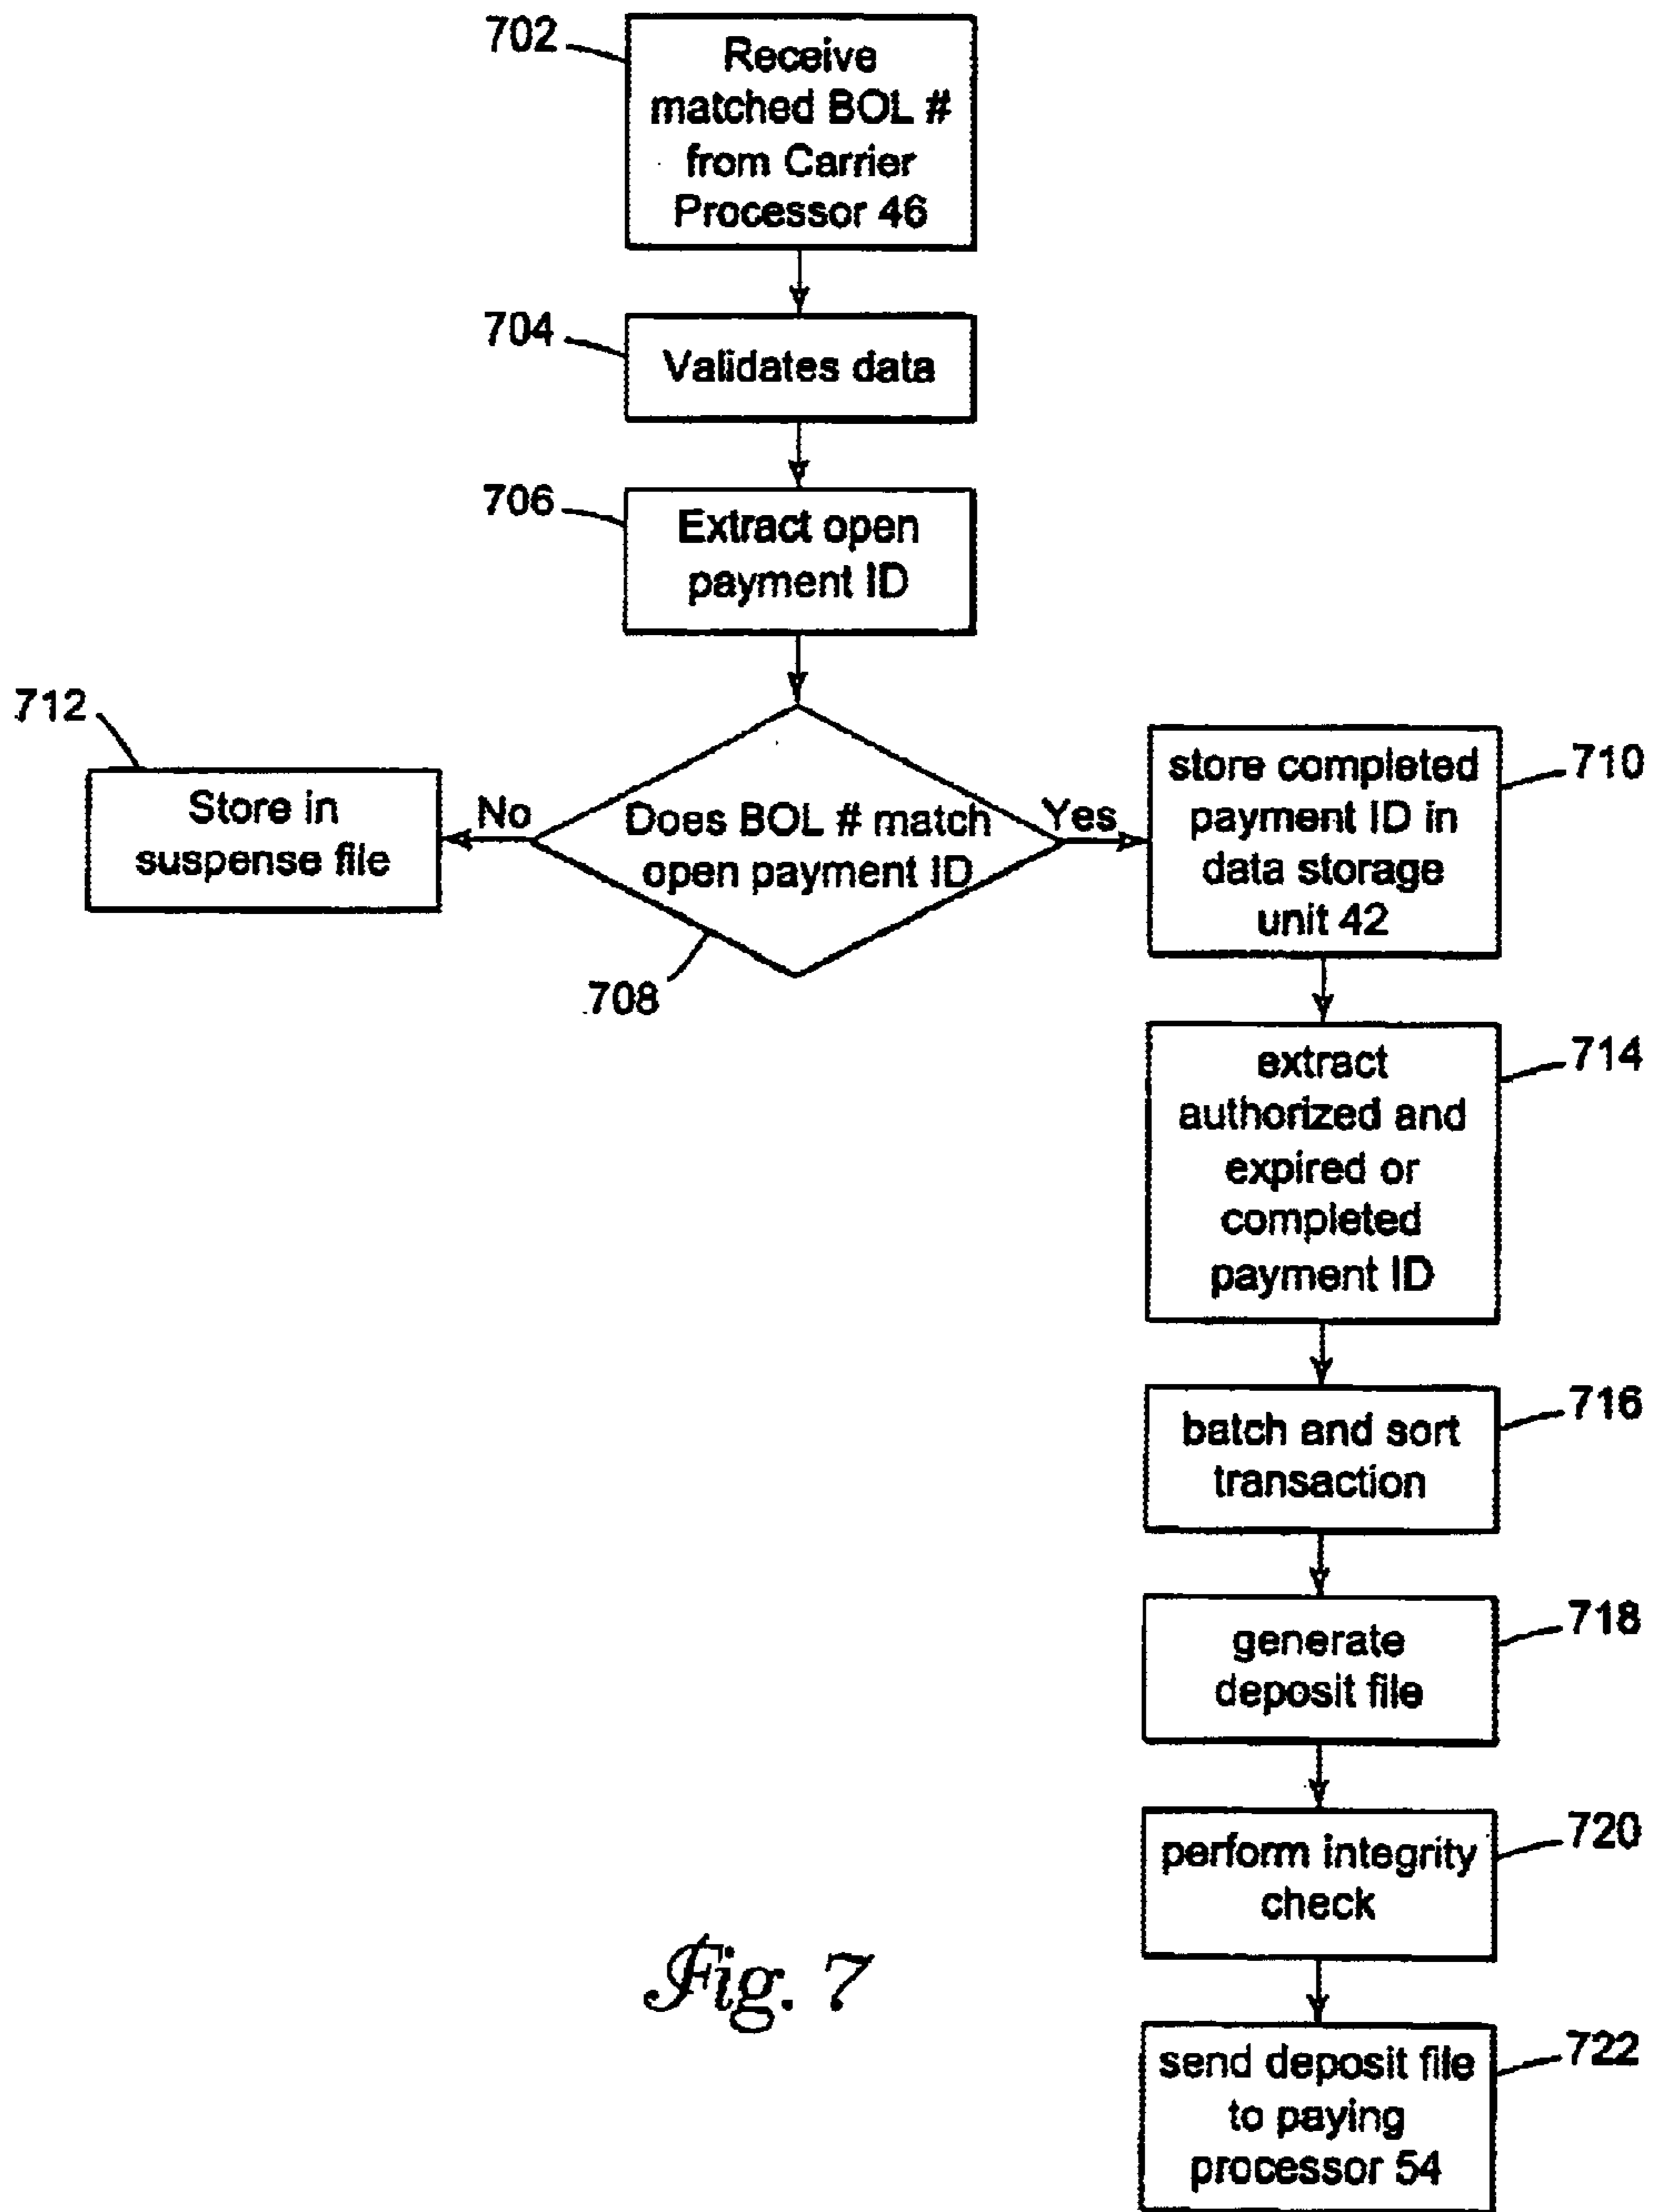 702
Receive
matched BOL #
from Carrier
Processor 46
704
Validates data
706
Extract open
payment ID
712
Store in
suspense file
No
Does BOL # match
open payment ID
Yes
708
store completed
payment ID in
data storage
unit 42
710
extract
authorized and
expired or
completed
payment ID
714
batch and sort
transaction
716
generate
deposit file
718
perform integrity
check
720
send deposit file
to paying
processor 54
722
Fig. 7